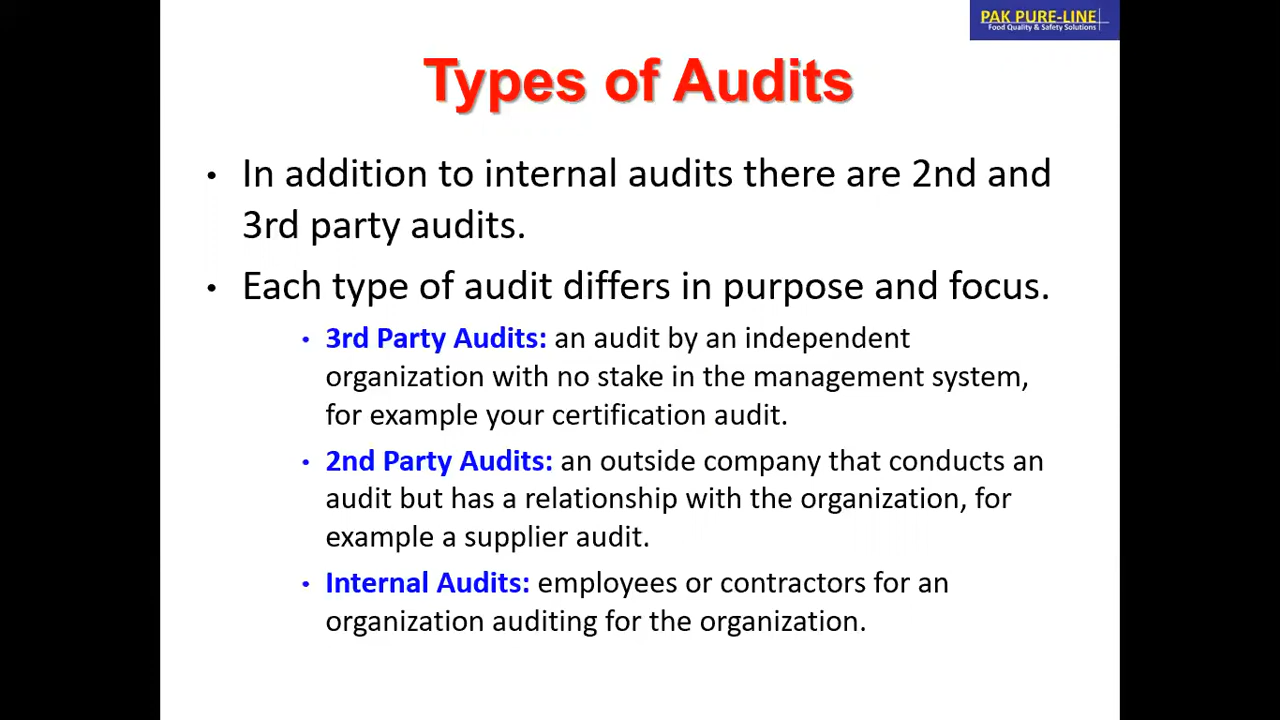 PAK PURE-LINE
Food Quality & Safety Solutions
Types of Audits
• In addition to internal audits there are 2nd and
3rd party audits.
• Each type of audit differs in purpose and focus.
• 3rd Party Audits: an audit by an independent
organization with no stake in the management system,
for example your certification audit.
• 2nd Party Audits: an outside company that conducts an
audit but has a relationship with the organization, for
example a supplier audit.
• Internal Audits: employees or contractors for an
organization auditing for the organization.